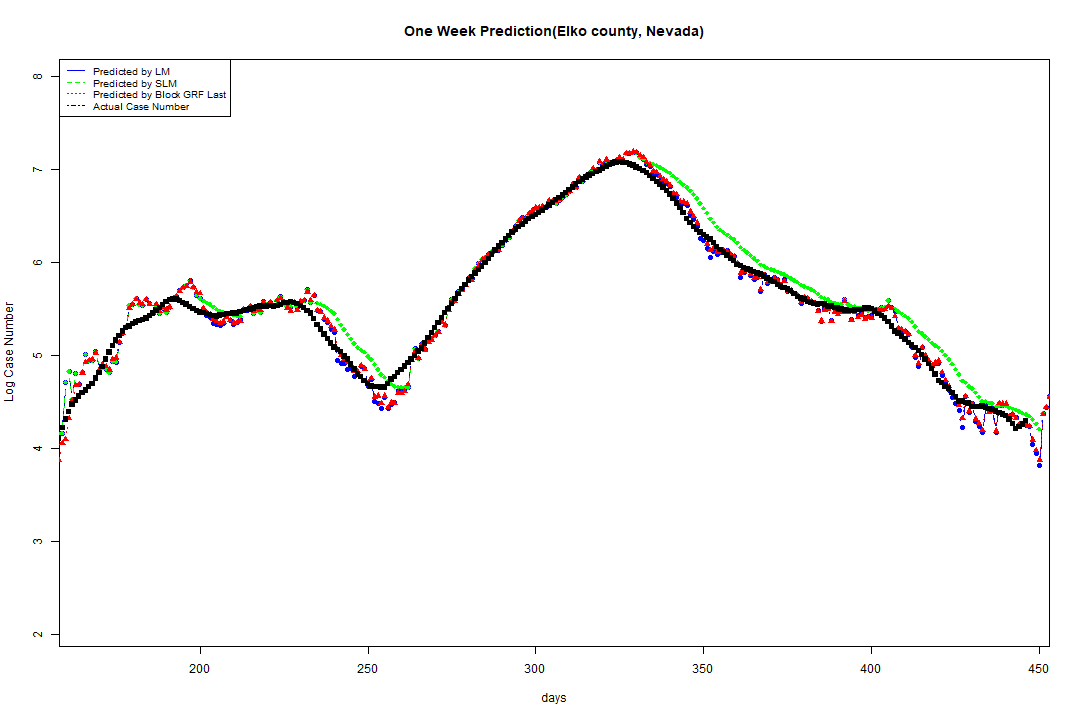 One Week Prediction(Elko county, Nevada)
Predicted by LM
Predicted by SLM
Predicted by Block GRF Last
Actual Case Number
8
7
6
5
4
3
2
Log Case Number
200 250 300 350 400 450
days